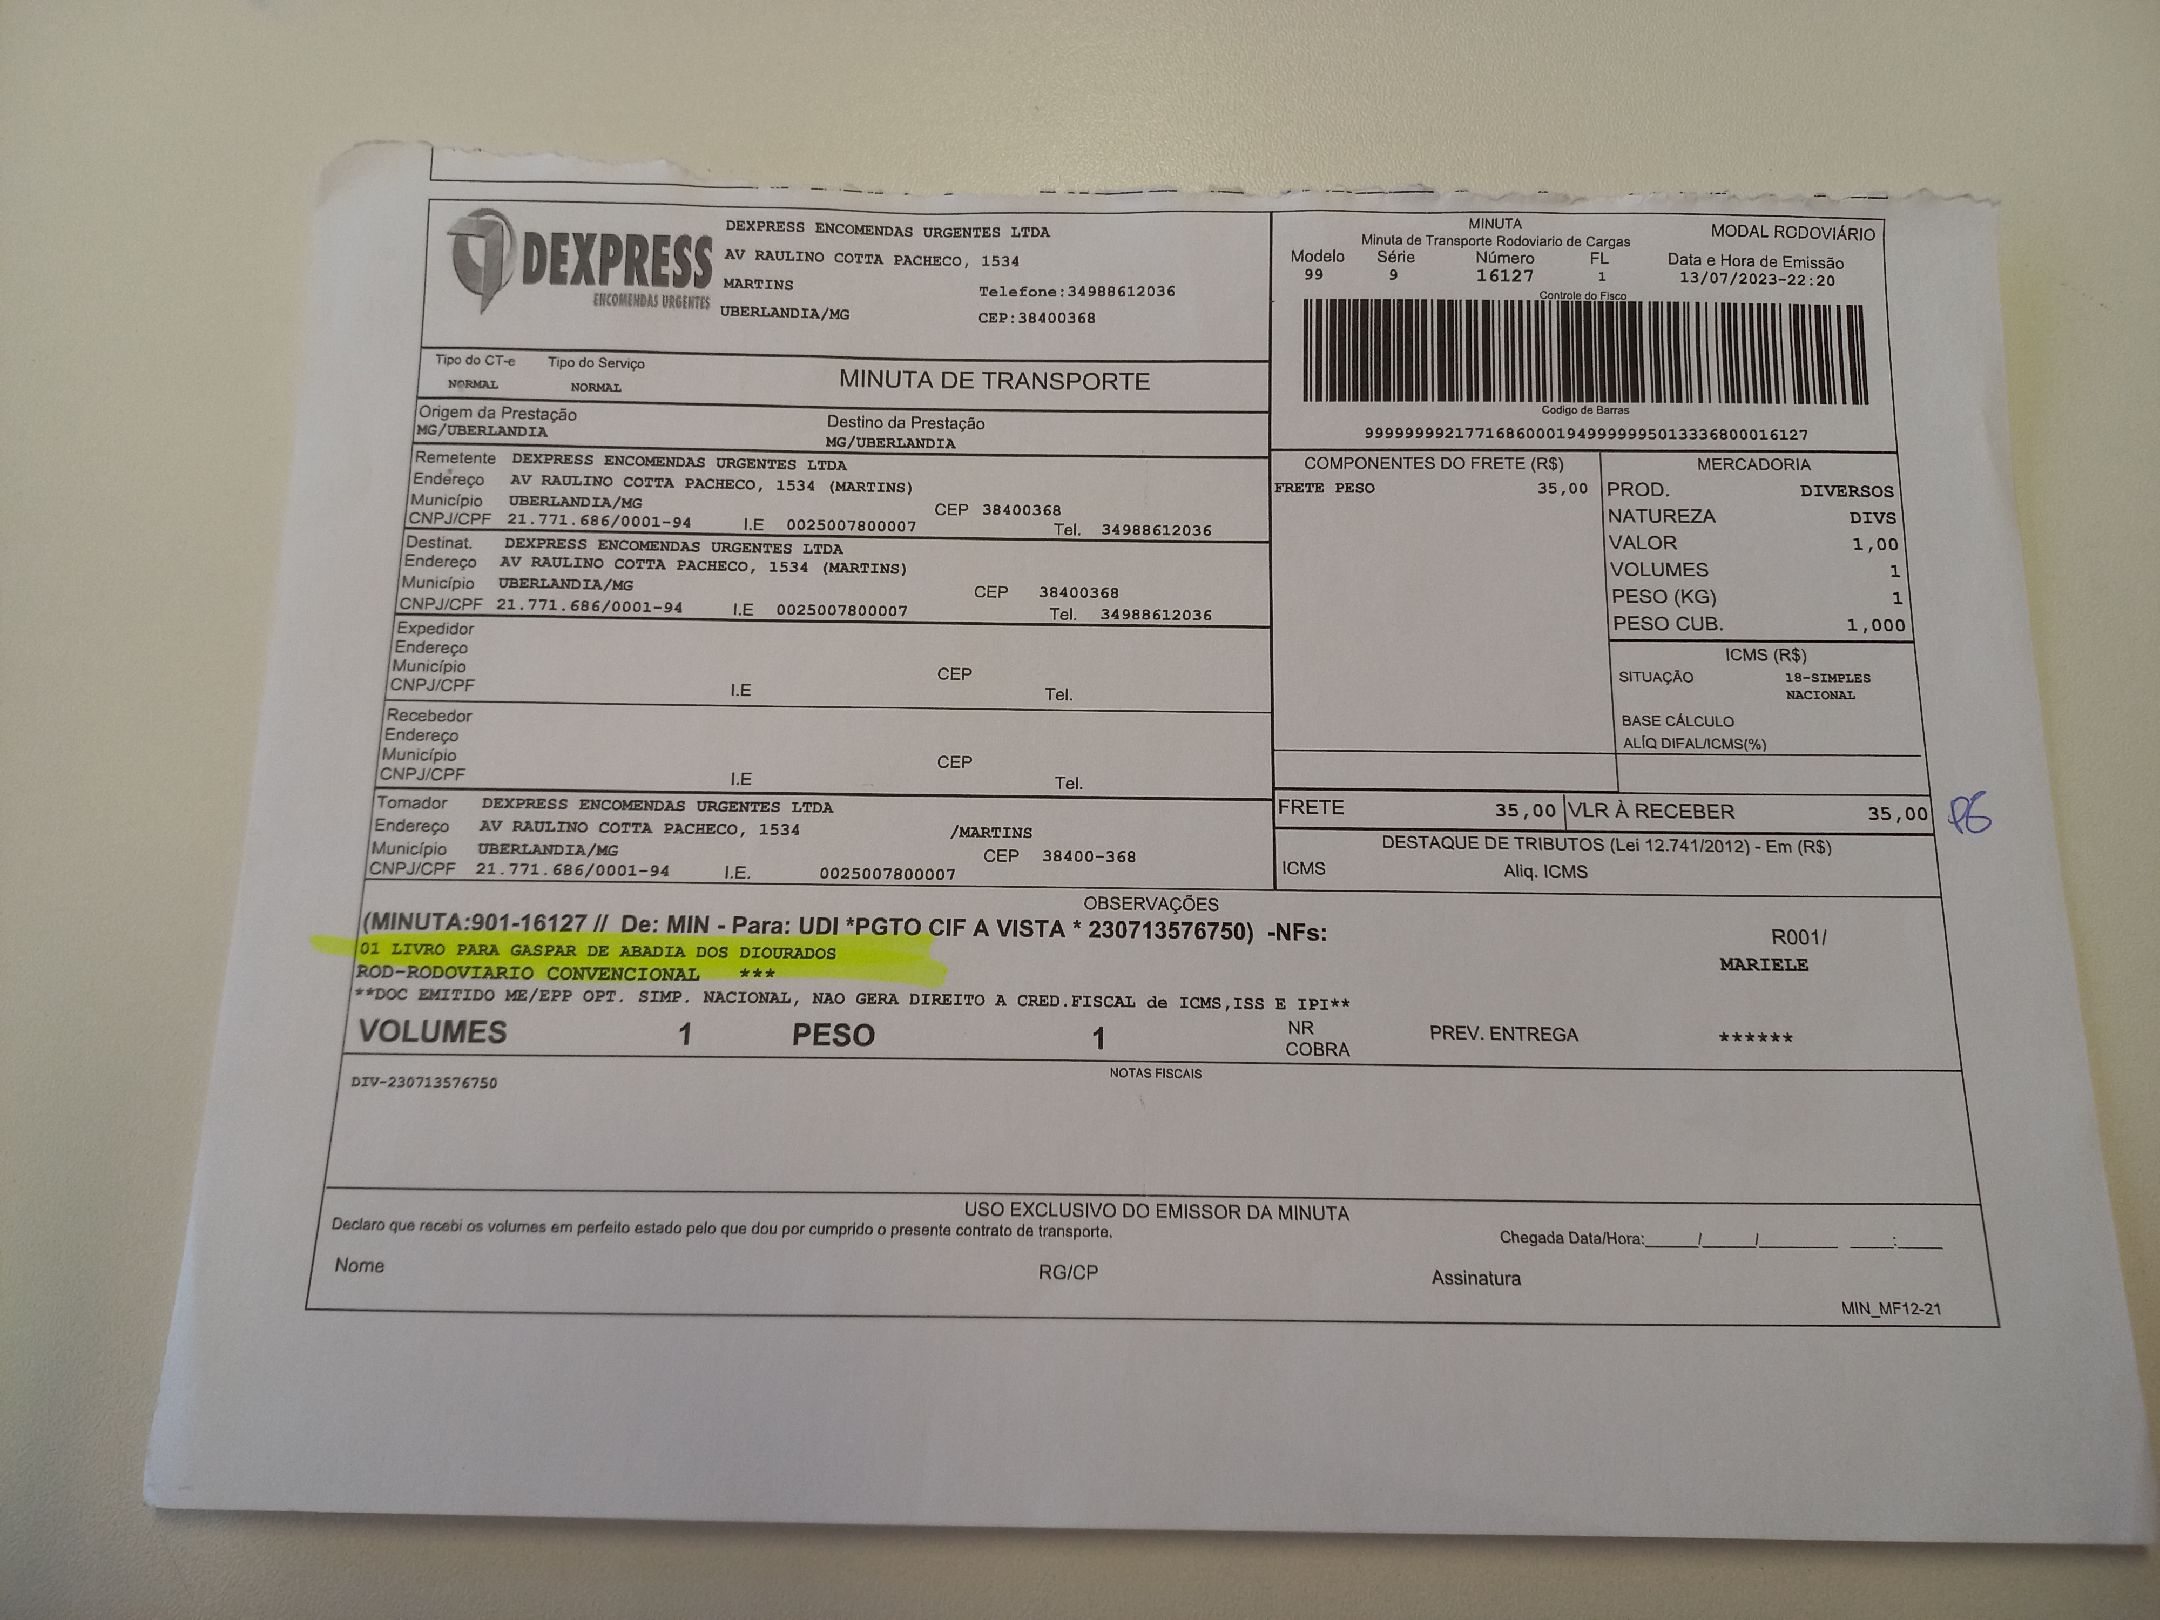 DEXPRESS
ENCOMENDAS URGENTES
DEXPRESS ENCOMENDAS URGENTES LTDA
AV RAULINO COTTA PACHECO, 1534
MARTINS Telefone:34988612036
UBERLANDIA/MG CEP:38400368
MINUTA MODAL RODOVIÁRIO
Minuta de Transporte Rodoviario de Cargas
Modelo Série Número FL Data e Hora de Emissão
99 9 16127 1 13/07/2023-22:20
Controle do Fisco
Codigo de Barras
99999999217716860001949999995013336800016127
Tipo do CT-e Tipo do Serviço
NORMAL NORMAL
MINUTA DE TRANSPORTE
Origem da Prestação Destino da Prestação
MG/UBERLANDIA MG/UBERLANDIA
Remetente DEXPRESS ENCOMENDAS URGENTES LTDA
Endereço AV RAULINO COTTA PACHECO, 1534 (MARTINS)
Município UBERLANDIA/MG CEP 38400368
CNPJ/CPF 21.771.686/0001-94 I.E 0025007800007 Tel. 34988612036
Destinat. DEXPRESS ENCOMENDAS URGENTES LTDA
Endereço AV RAULINO COTTA PACHECO, 1534 (MARTINS)
Município UBERLANDIA/MG CEP 38400368
CNPJ/CPF 21.771.686/0001-94 I.E 0025007800007 Tel. 34988612036
Expedidor
Endereço
Município CEP
CNPJ/CPF I.E Tel.
Recebedor
Endereço
Município CEP
CNPJ/CPF I.E Tel.
Tomador DEXPRESS ENCOMENDAS URGENTES LTDA
Endereço AV RAULINO COTTA PACHECO, 1534 /MARTINS
Município UBERLANDIA/MG CEP 38400-368
CNPJ/CPF 21.771.686/0001-94 I.E. 0025007800007
COMPONENTES DO FRETE (R$)
FRETE PESO 35,00
MERCADORIA
PROD. DIVERSOS
NATUREZA DIVS
VALOR 1,00
VOLUMES 1
PESO (KG) 1
PESO CUB. 1,000
ICMS (R$)
SITUAÇÃO 18-SIMPLES
NACIONAL
BASE CÁLCULO
ALÍQ DIFAL/ICMS(%)
FRETE 35,00 VLR À RECEBER 35,00 PG
DESTAQUE DE TRIBUTOS (Lei 12.741/2012) - Em (R$)
ICMS Aliq. ICMS
OBSERVAÇÕES
(MINUTA:901-16127 // De: MIN - Para: UDI *PGTO CIF A VISTA * 230713576750) -NFs: R001/
01 LIVRO PARA GASPAR DE ABADIA DOS DIOURADOS MARIELE
ROD-RODOVIARIO CONVENCIONAL ***
**DOC EMITIDO ME/EPP OPT. SIMP. NACIONAL, NAO GERA DIREITO A CRED.FISCAL de ICMS,ISS E IPI**
VOLUMES 1 PESO 1 NR COBRA PREV. ENTREGA ******
NOTAS FISCAIS
DIV-230713576750
USO EXCLUSIVO DO EMISSOR DA MINUTA
Declaro que recebi os volumes em perfeito estado pelo que dou por cumprido o presente contrato de transporte.
Chegada Data/Hora:____/____/______ ___:___
Nome RG/CP Assinatura
MIN_MF12-21